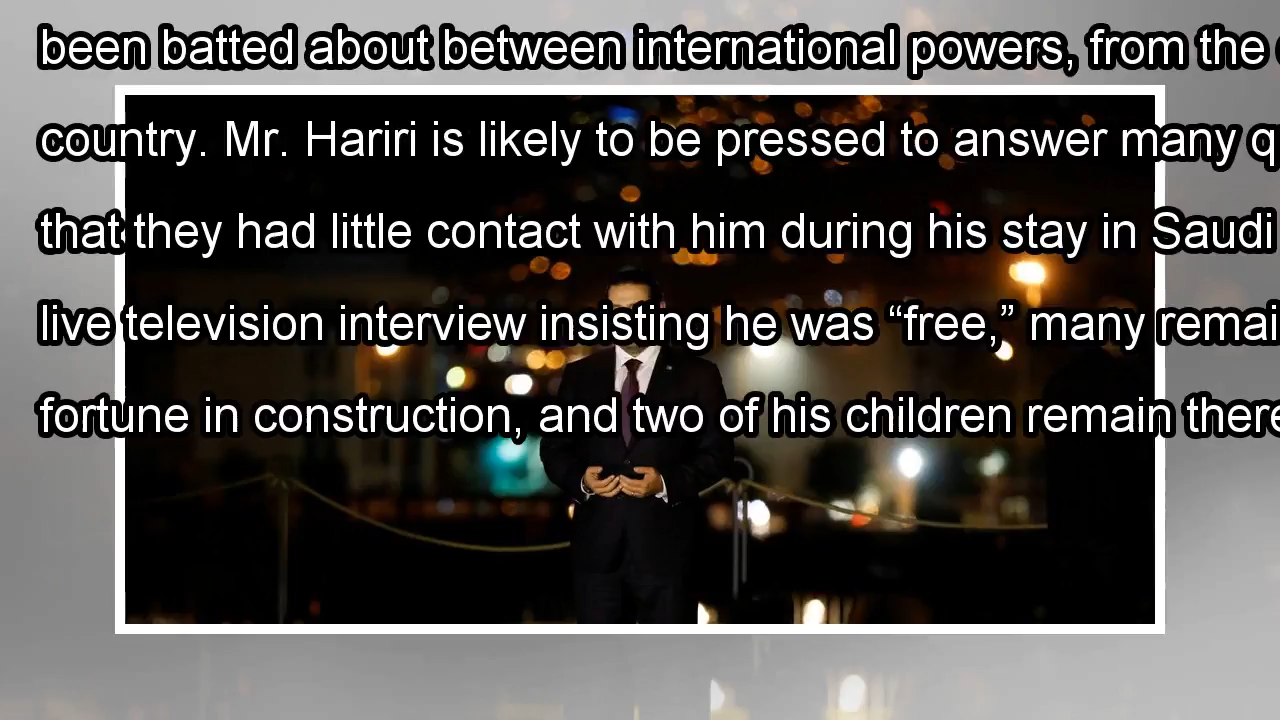 been batted about between international powers, from the
country. Mr. Hariri is likely to be pressed to answer many
that they had little contact with him during his stay in Saudi
live television interview insisting he was “free,” many
fortune in construction, and two of his children remain there